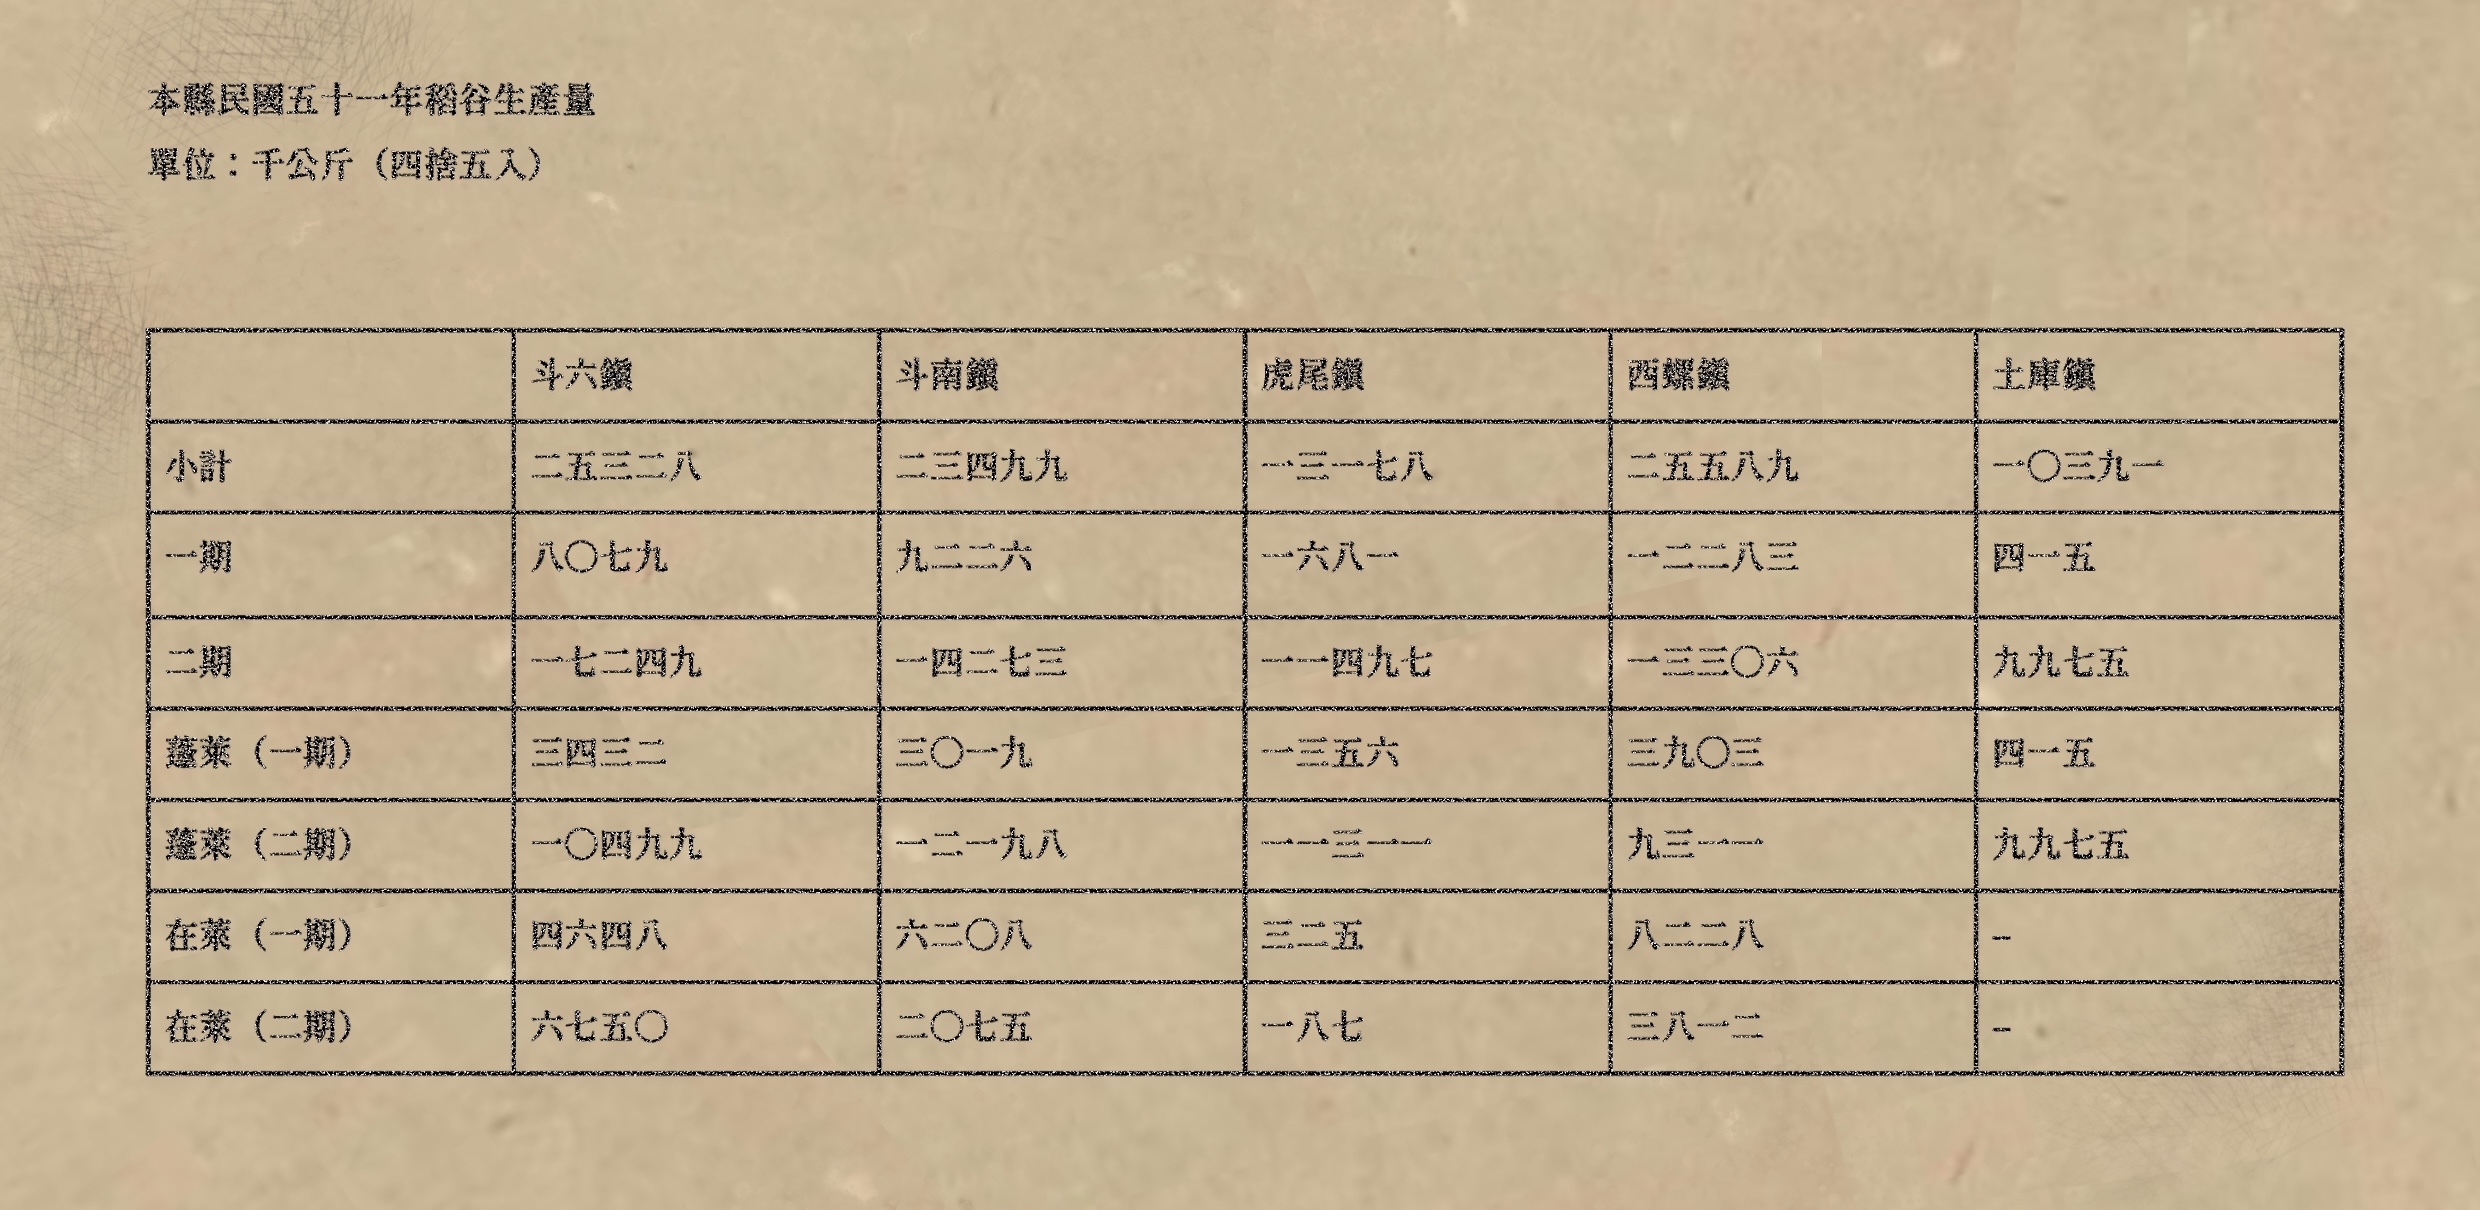 本縣民國五十一年稻谷生產量
單位：千公斤（四捨五入）
斗六鎮 斗南鎮 虎尾鎮 西螺鎮 土庫鎮
小計 二五三二八 二三四九九 一三一七八 二五五八九 一〇三九一
一期 八〇七九 九二二六 一六八一 一二二八三 四一五
二期 一七二四九 一四二七三 一一四九七 一三三〇六 九九七五
蓬萊（一期） 三四三二 三〇一九 一三五六 三九〇三 四一五
蓬萊（二期） 一〇四九九 一二一九八 一一三一一 九三一一 九九七五
在萊（一期） 四六四八 六二〇八 三二五 八二二八 –
在萊（二期） 六七五〇 二〇七五 一八七 三八一二 –